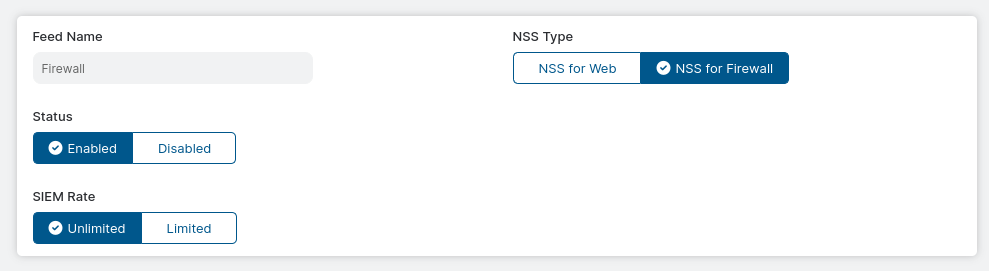 Feed Name
NSS Type
Firewall
NSS for Web
NSS for Firewall
Status
Enabled
Disabled
SIEM Rate
Unlimited
Limited